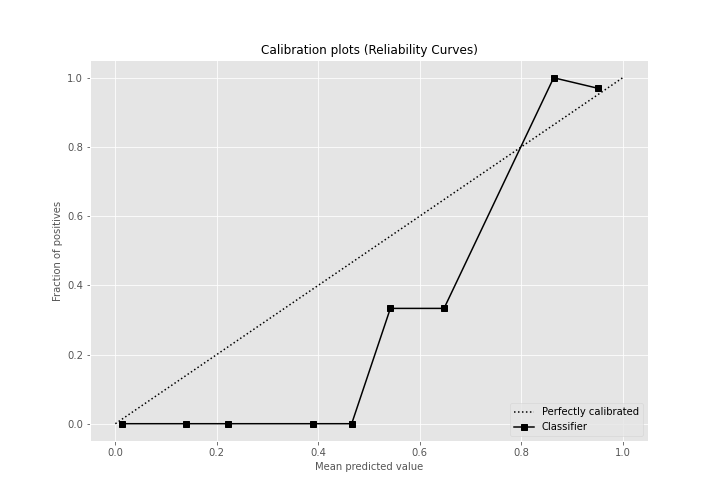 Calibration plots (Reliability Curves)
1.0
0.8
0.6
0.4
0.2
0.0
Fraction of positives
Perfectly calibrated
Classifier
0.0 0.2 0.4 0.6 0.8 1.0
Mean predicted value